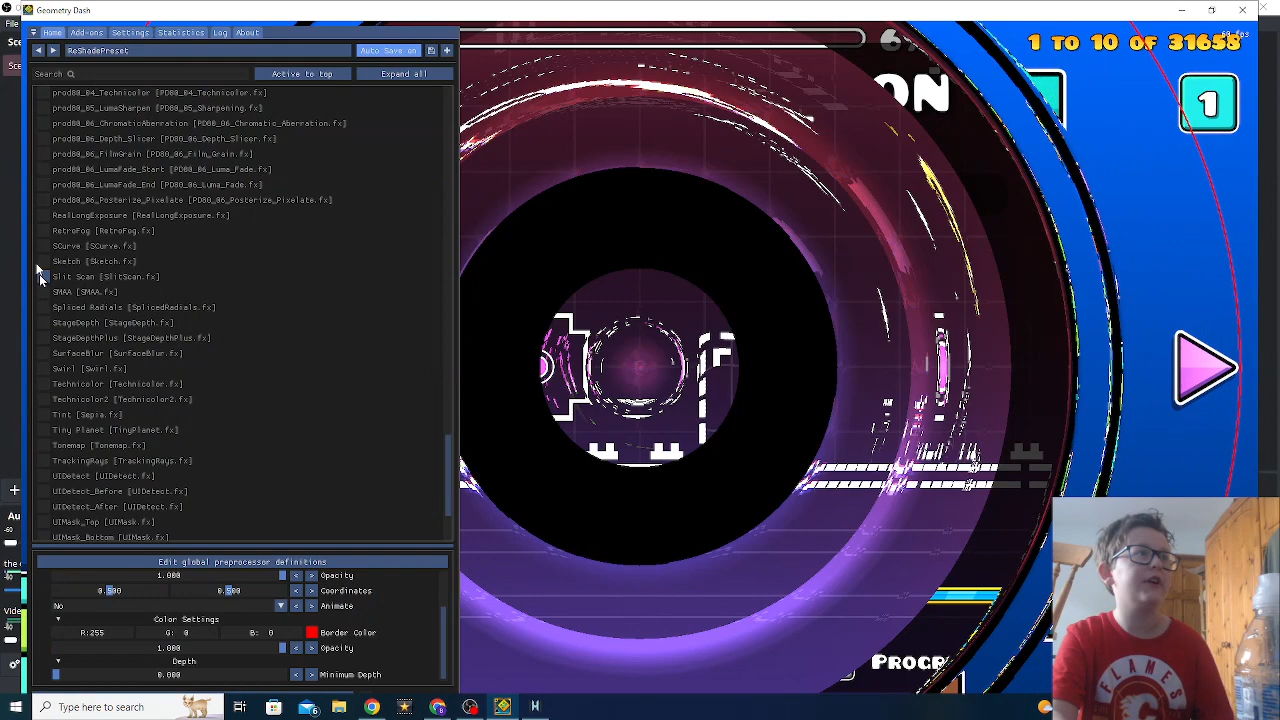 Geometry Dash
Home Add-ons Settings Statistics Log About
ReShadePreset Auto Save on
Search Active to top Expand all
prod80_04_Technicolor [PD80_04_Technicolor.fx]
prod80_05_LumaSharpen [PD80_05_Sharpening.fx]
prod80_06_ChromaticAberration [PD80_06_Chromatic_Aberration.fx]
prod80_06_Depth_Slicer [PD80_06_Depth_Slicer.fx]
prod80_06_FilmGrain [PD80_06_Film_Grain.fx]
prod80_06_LumaFade_Start [PD80_06_Luma_Fade.fx]
prod80_06_LumaFade_End [PD80_06_Luma_Fade.fx]
prod80_06_Posterize_Pixelate [PD80_06_Posterize_Pixelate.fx]
RealLongExposure [RealLongExposure.fx]
RetroFog [RetroFog.fx]
SCurve [SCurve.fx]
Sketch [Sketch.fx]
Slit Scan [SlitScan.fx]
SMAA [SMAA.fx]
Spliced Radials [SplicedRadials.fx]
StageDepth [StageDepth.fx]
StageDepthPlus [StageDepthPlus.fx]
SurfaceBlur [SurfaceBlur.fx]
Swirl [Swirl.fx]
Technicolor [Technicolor.fx]
Technicolor2 [Technicolor2.fx]
Tint [Sepia.fx]
Tiny Planet [TinyPlanet.fx]
Tonemap [Tonemap.fx]
TrackingRays [TrackingRays.fx]
UIDetect [UIDetect.fx]
UIDetect_Before [UIDetect.fx]
UIDetect_After [UIDetect.fx]
UIMask_Top [UIMask.fx]
UIMask_Bottom [UIMask.fx]
Edit global preprocessor definitions
1.000 < > Opacity
< > Coordinates
No < > Animate
Color Settings
R:255 G: 0 B: 0 Border Color
1.000 < > Opacity
Depth
0.000 < > Minimum Depth
1 TO 10 OF 31658
ON
1
PROGR
FLAMES
Type here to search